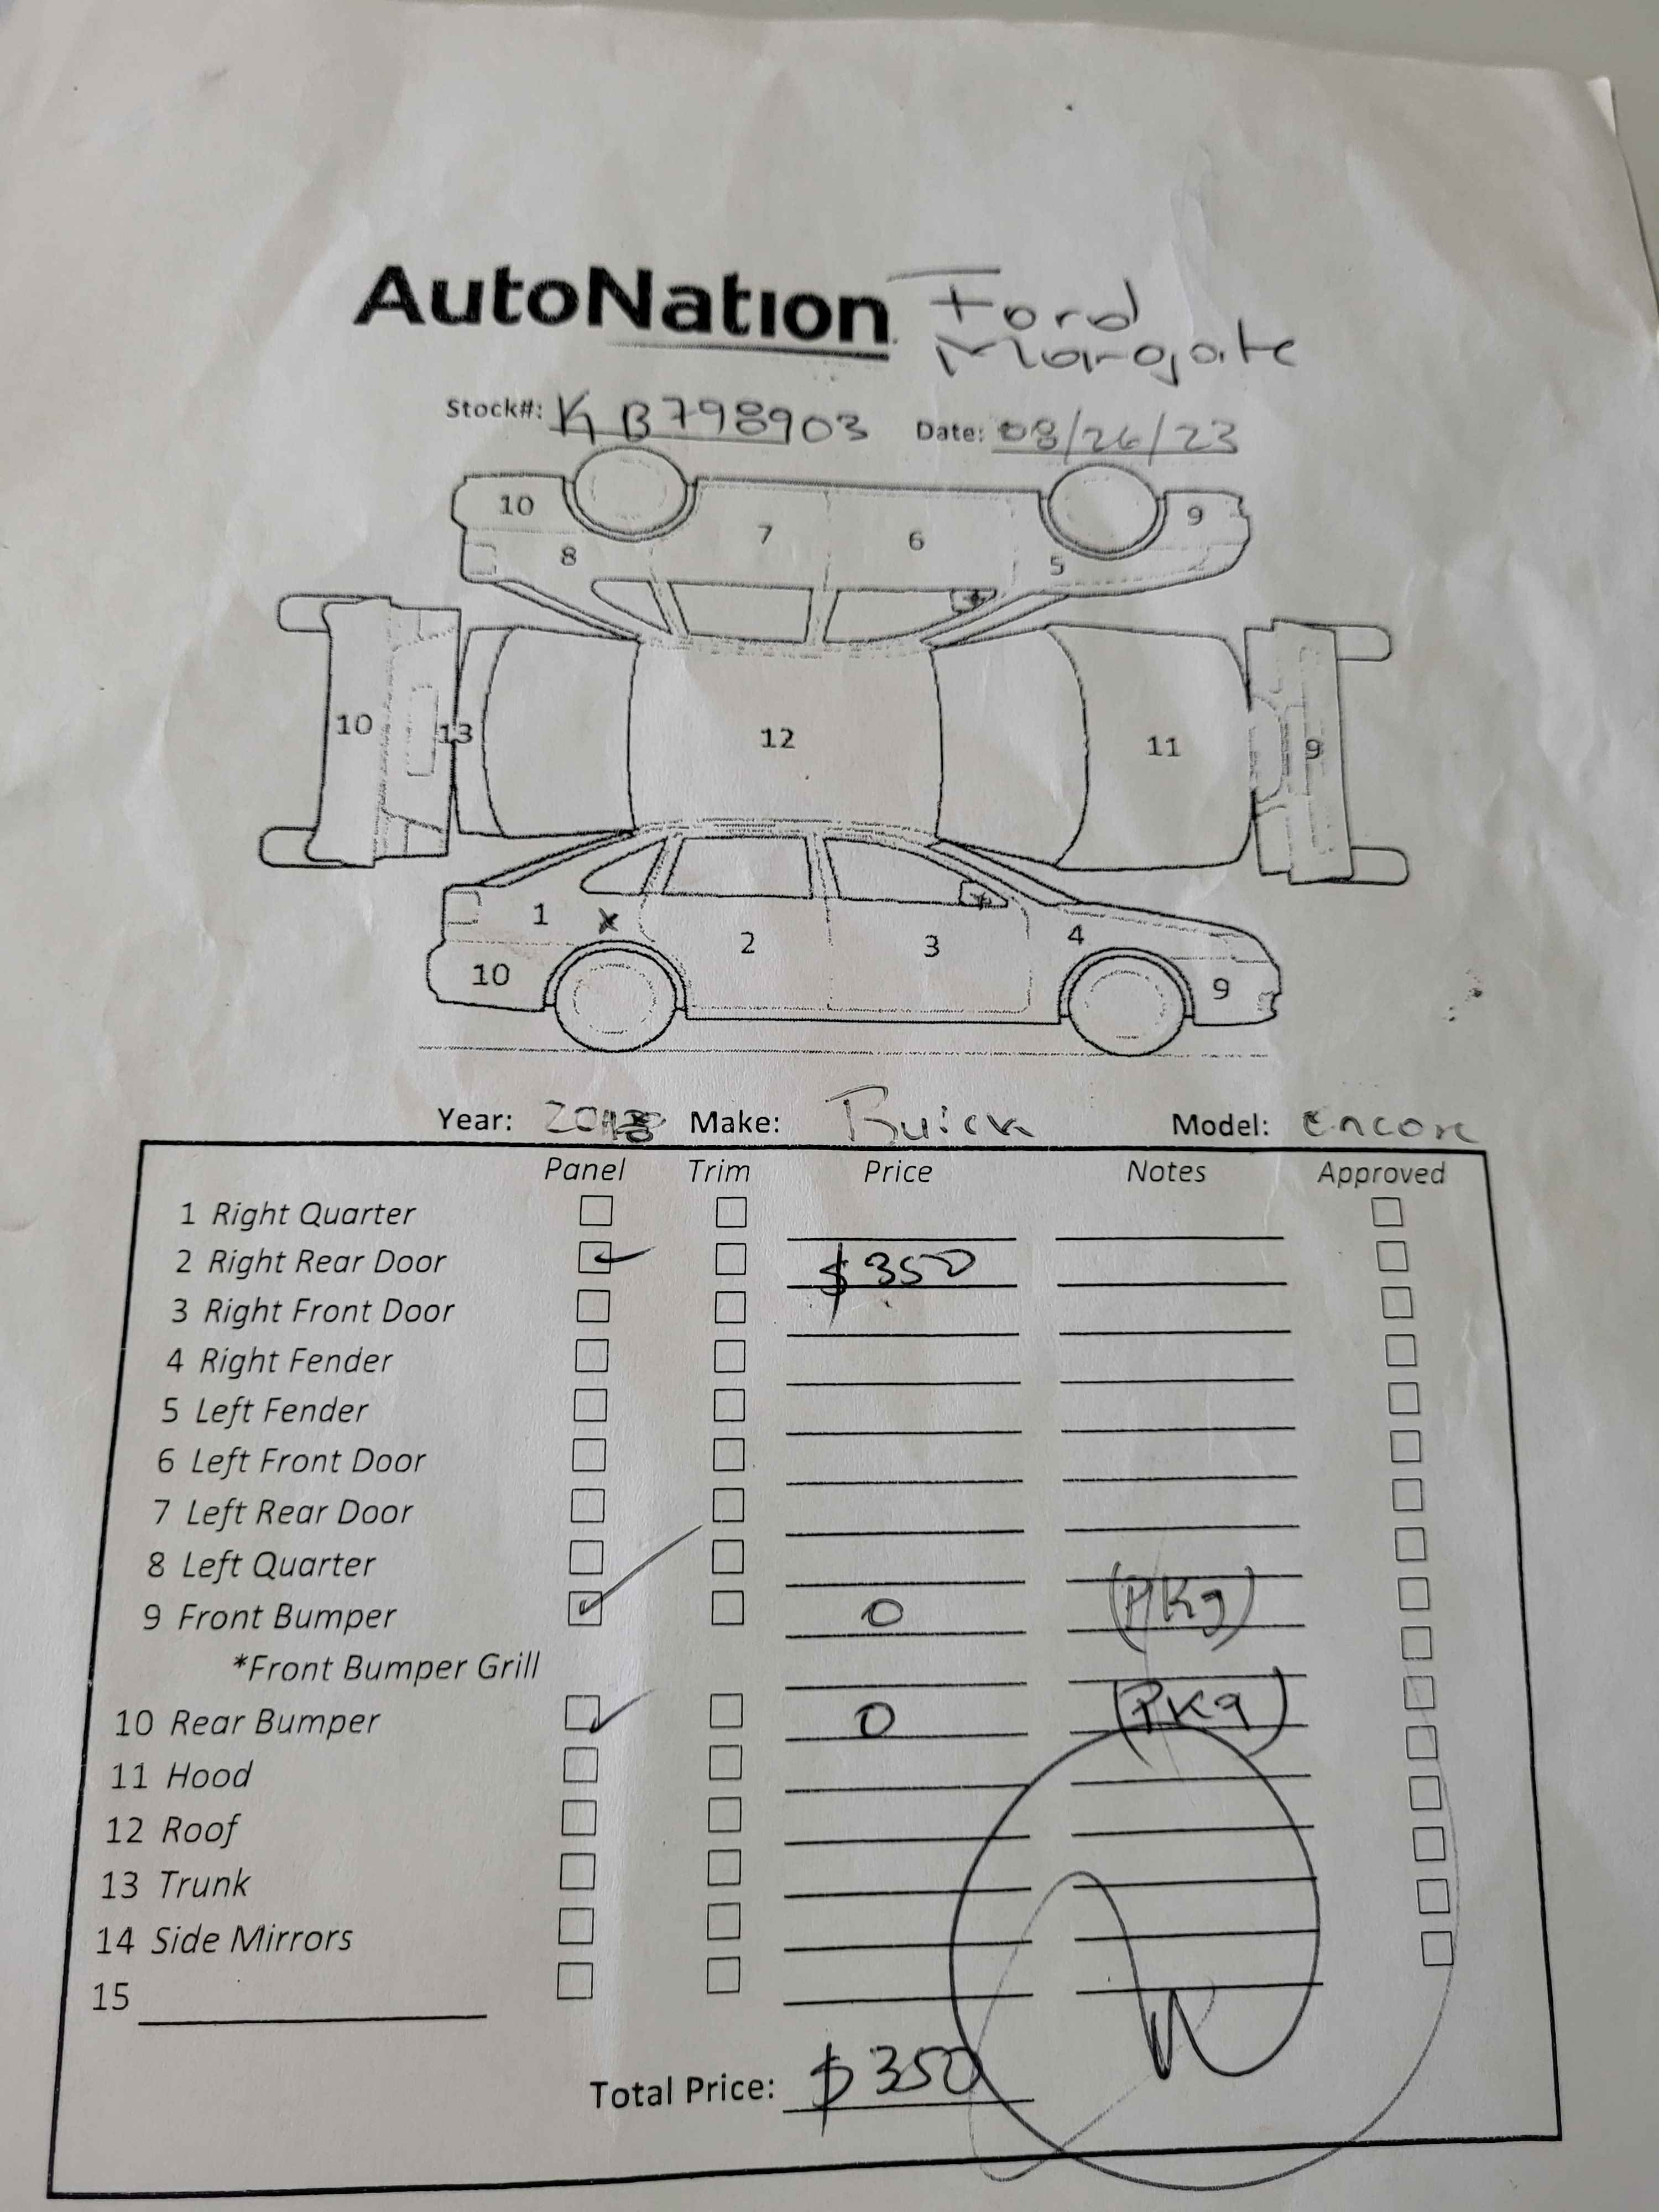 AutoNation Ford
Margate
Stock#: KB798903 Date: 08/26/23
10 7 6 9
8 5
10 13 12 11 9
1 x 2 3 4
10 9
Year: Make: Buick Model: Encore
Panel Trim Price Notes Approved
1 Right Quarter
2 Right Rear Door $350
3 Right Front Door
4 Right Fender
5 Left Fender
6 Left Front Door
7 Left Rear Door
8 Left Quarter
9 Front Bumper 0 (PKg)
*Front Bumper Grill
10 Rear Bumper 0 (PKg)
11 Hood
12 Roof
13 Trunk
14 Side Mirrors
15
Total Price: $350